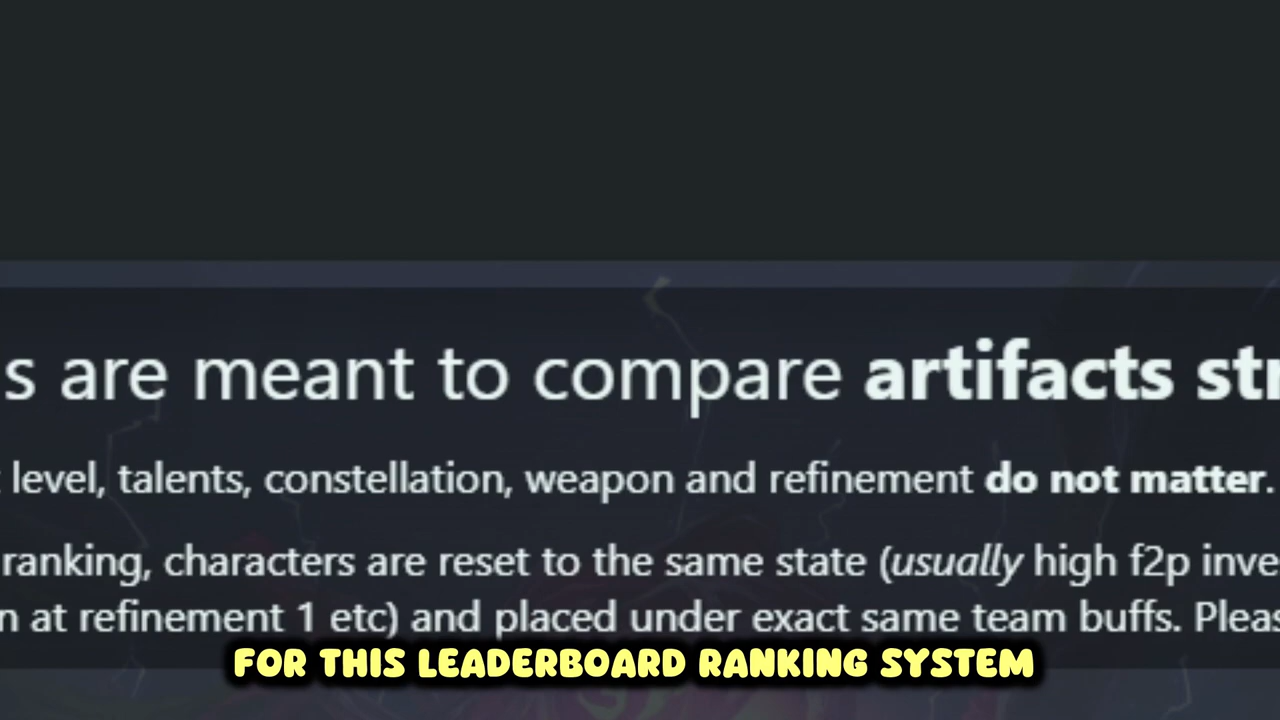 s are meant to compare artifacts str
level, talents, constellation, weapon and refinement do not matter.
ranking, characters are reset to the same state (usually high f2p inve
n at refinement 1 etc) and placed under exact same team buffs. Pleas
FOR THIS LEADERBOARD RANKING SYSTEM